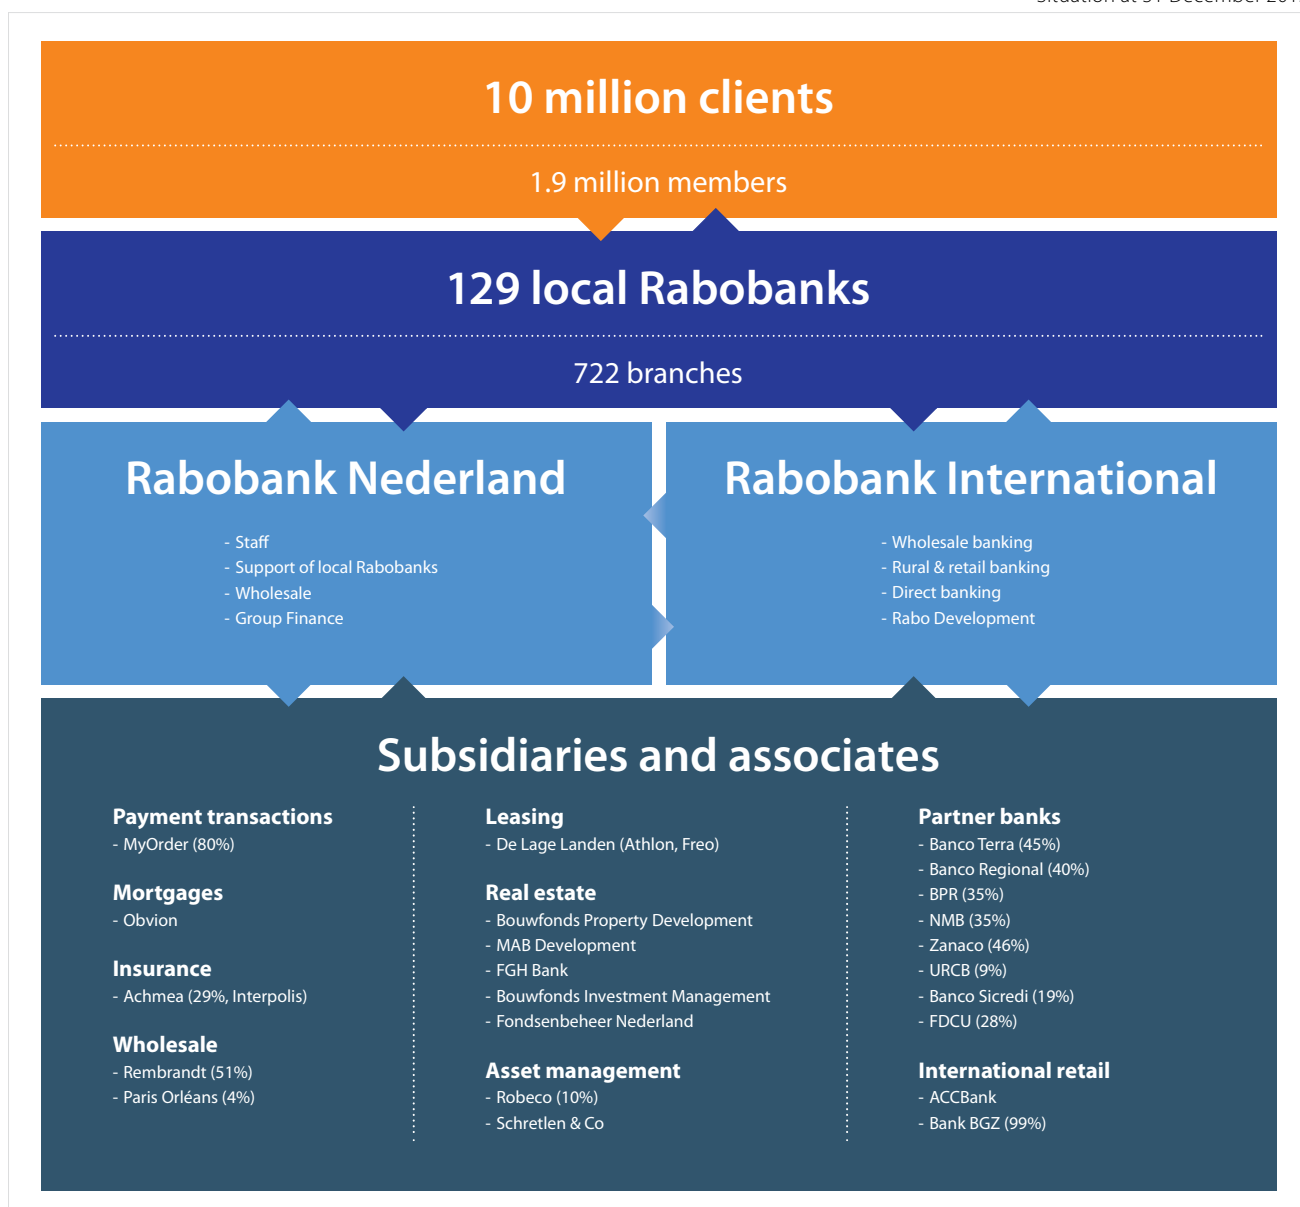 10 million clients
1.9 million members
129 local Rabobanks
722 branches
Rabobank Nederland
- Staff
- Support of local Rabobanks
- Wholesale
- Group Finance
Rabobank International
- Wholesale banking
- Rural & retail banking
- Direct banking
- Rabo Development
Subsidiaries and associates
Payment transactions
- MyOrder (80%)
Mortgages
- Obvion
Insurance
- Achmea (29%, Interpolis)
Wholesale
- Rembrandt (51%)
- Paris Orléans (4%)
Leasing
- De Lage Landen (Athlon, Freo)
Real estate
- Bouwfonds Property Development
- MAB Development
- FGH Bank
- Bouwfonds Investment Management
- Fondsenbeheer Nederland
Asset management
- Robeco (10%)
- Schretlen & Co
Partner banks
- Banco Terra (45%)
- Banco Regional (40%)
- BPR (35%)
- NMB (35%)
- Zanaco (46%)
- URCB (9%)
- Banco Sicredi (19%)
- FDCU (28%)
International retail
- ACCBank
- Bank BGZ (99%)